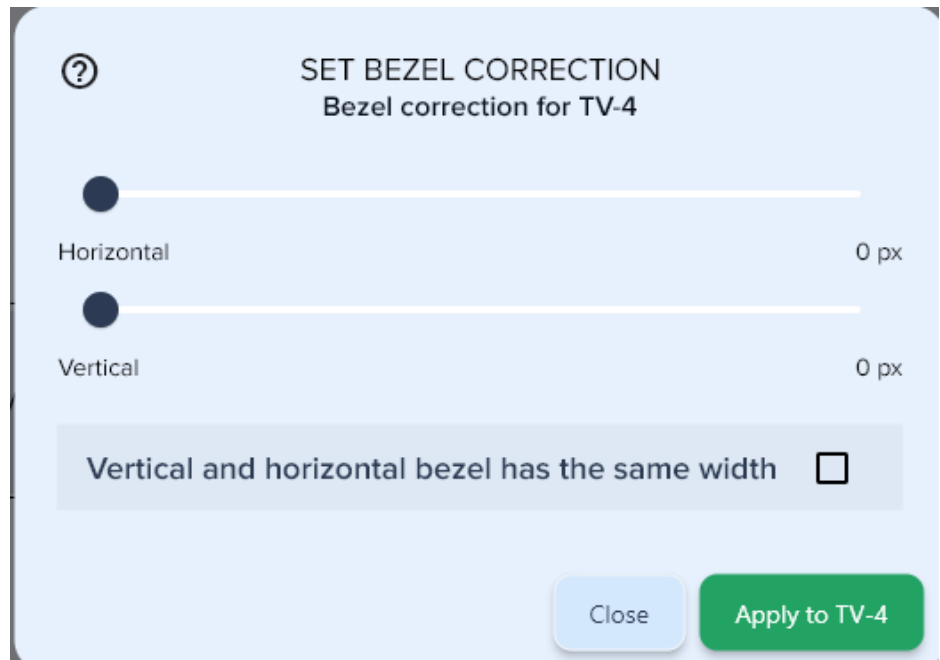 SET BEZEL CORRECTION
Bezel correction for TV-4
Horizontal 0 px
Vertical 0 px
Vertical and horizontal bezel has the same width
Close Apply to TV-4